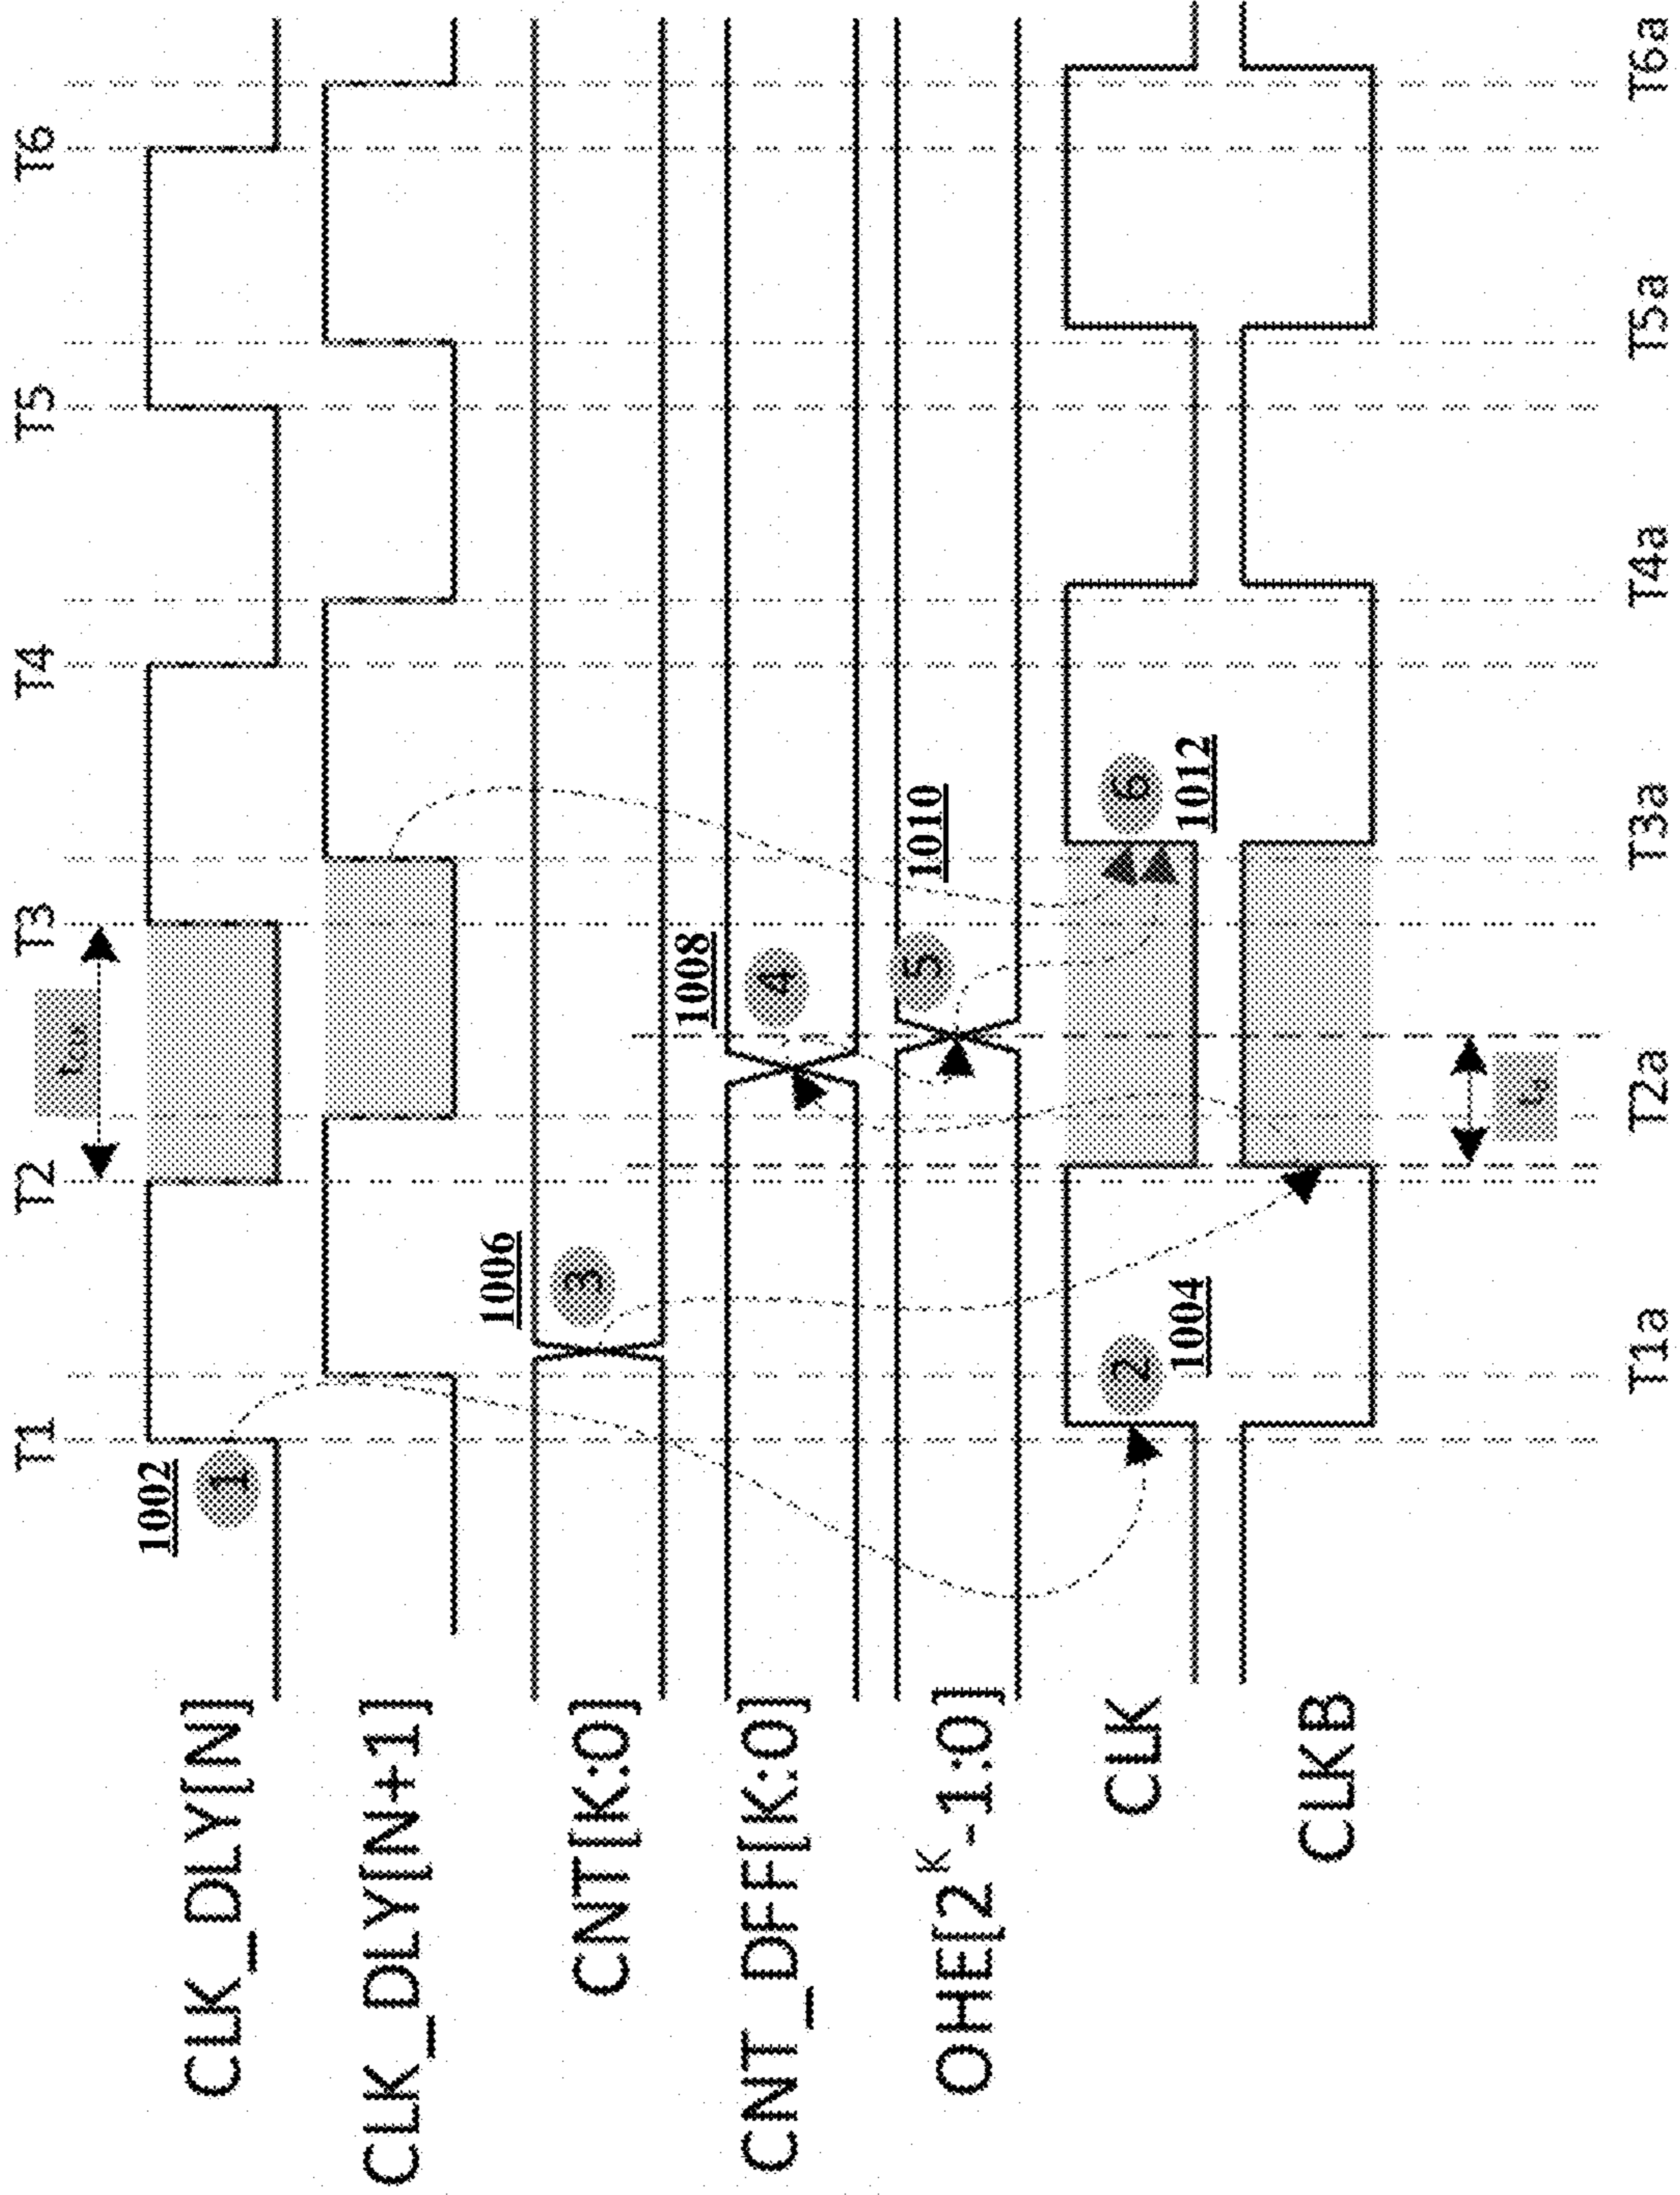 T1 T2 T3 T4 T5 T6
1002
1
CLK_DLY[N]
CLK_DLY[N+1]
1006
3
CNT[K:0]
1008
4
CNT_DFF[K:0]
1010
5
OHE[2^K-1:0]
2
6
CLK
1004
1012
CLKB
T1a T2a T3a T4a T5a T6a